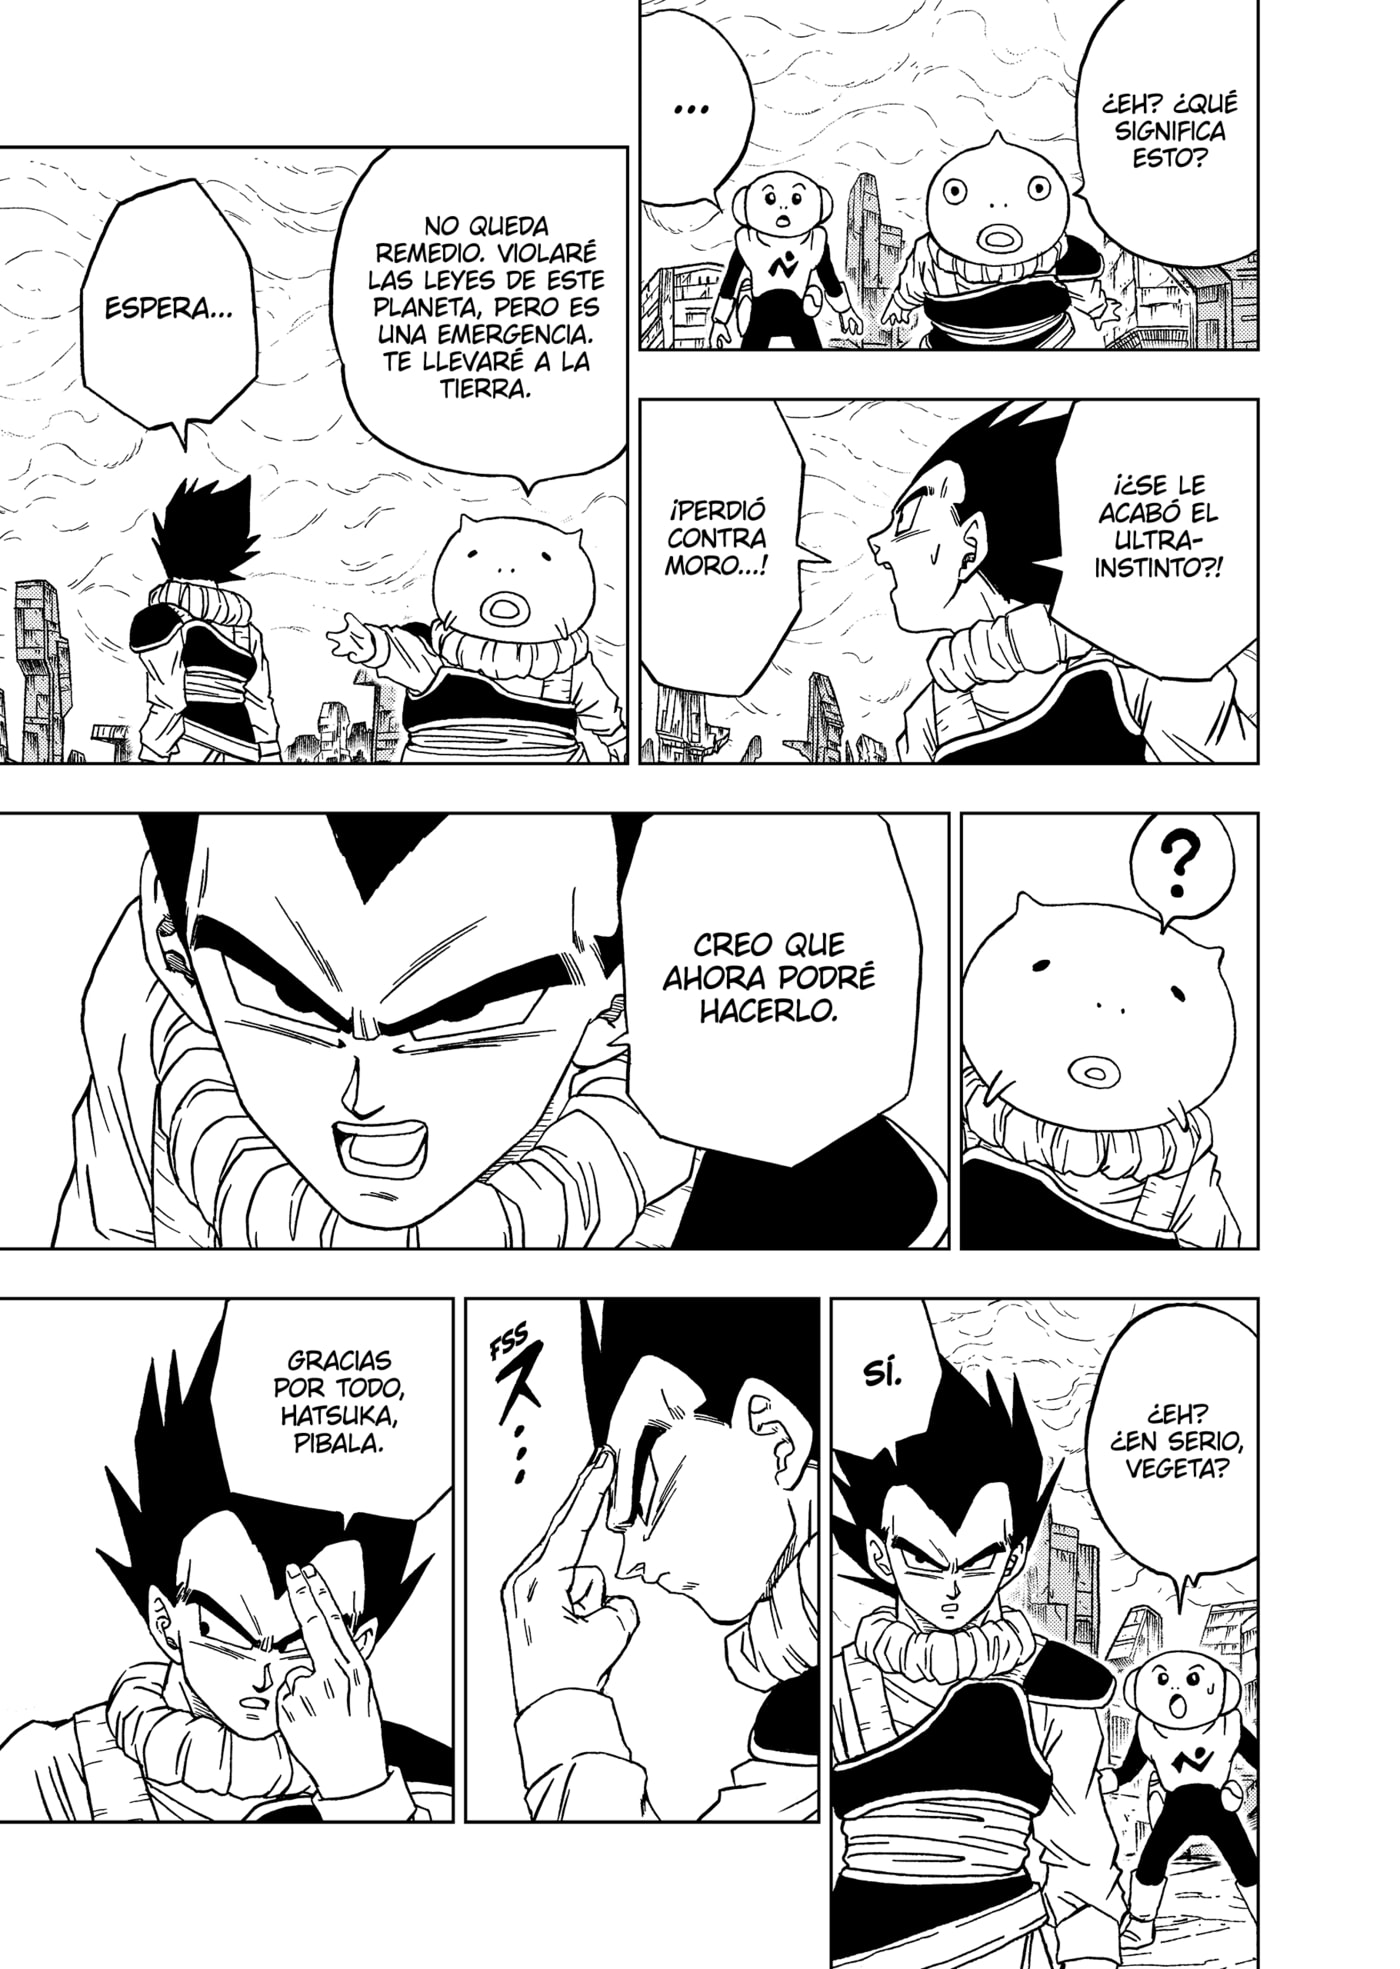 ¿EH? ¿QUÉ
SIGNIFICA
ESTO?
...
¡¿SE LE
ACABÓ EL
ULTRA-
INSTINTO?!
¡PERDIÓ
CONTRA
MORO...!
NO QUEDA
REMEDIO. VIOLARÉ
LAS LEYES DE ESTE
PLANETA, PERO ES
UNA EMERGENCIA.
TE LLEVARÉ A LA
TIERRA.
ESPERA...
?
CREO QUE
AHORA PODRÉ
HACERLO.
¿EH?
¿EN SERIO,
VEGETA?
SÍ.
FSS
ス...
GRACIAS
POR TODO,
HATSUKA,
PIBALA.